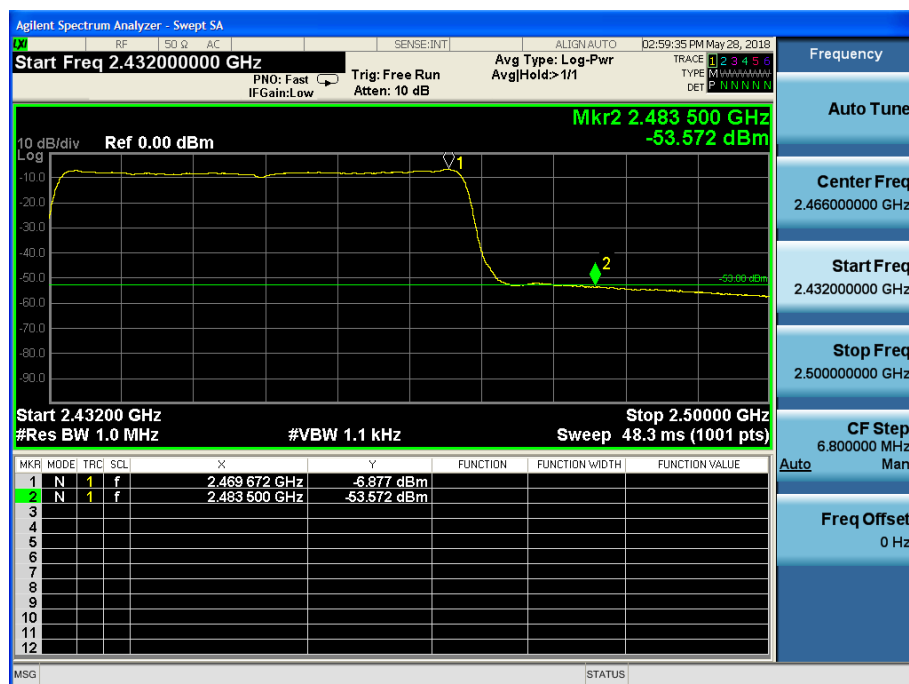 Agilent Spectrum Analyzer - Swept SA
LXI RF 50 Ω AC SENSE:INT ALIGN AUTO 02:59:35 PM May 28, 2018
Start Freq 2.432000000 GHz
PNO: Fast
IFGain:Low
Trig: Free Run
Atten: 10 dB
Avg Type: Log-Pwr
Avg|Hold:>1/1
TRACE 1 2 3 4 5 6
TYPE M
DET P N N N N N
Mkr2 2.483 500 GHz
-53.572 dBm
10 dB/div Ref 0.00 dBm
Log
1
-10.0
-20.0
-30.0
-40.0
2
-50.0
-53.00 dBm
-60.0
-70.0
-80.0
-90.0
Start 2.43200 GHz Stop 2.50000 GHz
#Res BW 1.0 MHz #VBW 1.1 kHz Sweep 48.3 ms (1001 pts)
MKR MODE TRC SCL X Y FUNCTION FUNCTION WIDTH FUNCTION VALUE
1 N 1 f 2.469 672 GHz -6.877 dBm
2 N 1 f 2.483 500 GHz -53.572 dBm
3
4
5
6
7
8
9
10
11
12
MSG STATUS
Frequency
Auto Tune
Center Freq
2.466000000 GHz
Start Freq
2.432000000 GHz
Stop Freq
2.500000000 GHz
CF Step
6.800000 MHz
Auto Man
Freq Offset
0 Hz